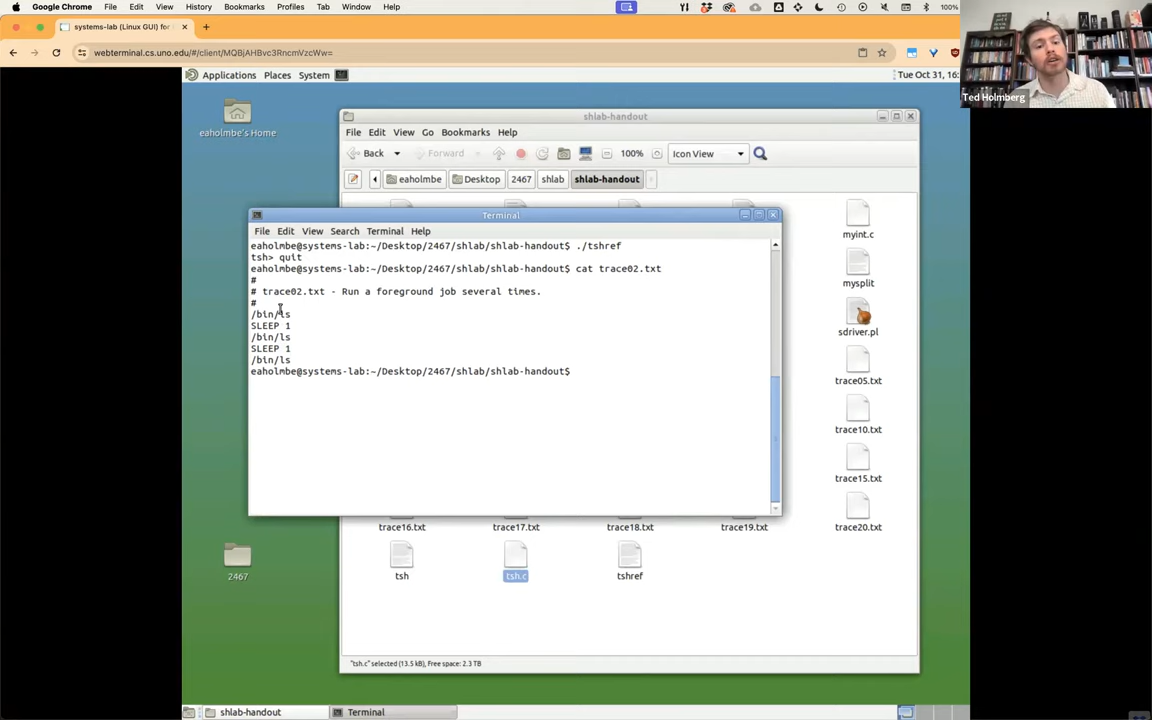 Google Chrome File Edit View History Bookmarks Profiles Tab Window Help 100%
systems-lab (Linux GUI) for
webterminal.cs.uno.edu/#/client/MQBjAHBvc3RncmVzcWw=
Applications Places System Tue Oct 31, 16:
Ted Holmberg
eaholmbe's Home
shlab-handout
File Edit View Go Bookmarks Help
Back Forward 100% Icon View
eaholmbe Desktop 2467 shlab shlab-handout
Terminal
File Edit View Search Terminal Help
eaholmbe@systems-lab:~/Desktop/2467/shlab/shlab-handout$ ./tshref
tsh> quit
eaholmbe@systems-lab:~/Desktop/2467/shlab/shlab-handout$ cat trace02.txt
#
# trace02.txt - Run a foreground job several times.
#
/bin/ls
SLEEP 1
/bin/ls
SLEEP 1
/bin/ls
eaholmbe@systems-lab:~/Desktop/2467/shlab/shlab-handout$
myint.c
mysplit
sdriver.pl
trace05.txt
trace10.txt
trace15.txt
trace16.txt trace17.txt trace18.txt trace19.txt trace20.txt
tsh tsh.c tshref
2467
"tsh.c" selected (13.5 kB), Free space: 2.3 TB
shlab-handout Terminal